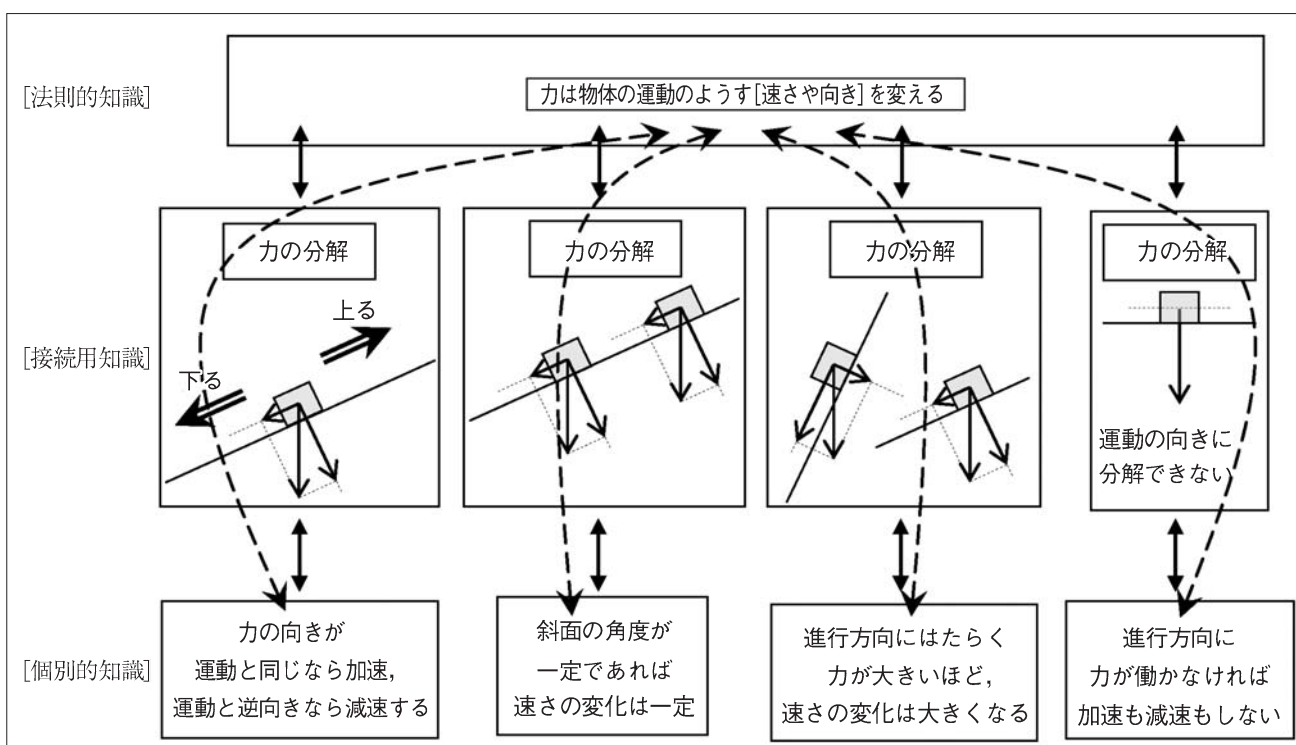 [法則的知識]
力は物体の運動のようす[速さや向き]を変える
[接続用知識]
力の分解
上る
下る
力の分解
力の分解
力の分解
運動の向きに
分解できない
[個別的知識]
力の向きが
運動と同じなら加速,
運動と逆向きなら減速する
斜面の角度が
一定であれば
速さの変化は一定
進行方向にはたらく
力が大きいほど,
速さの変化は大きくなる
進行方向に
力が働かなければ
加速も減速もしない